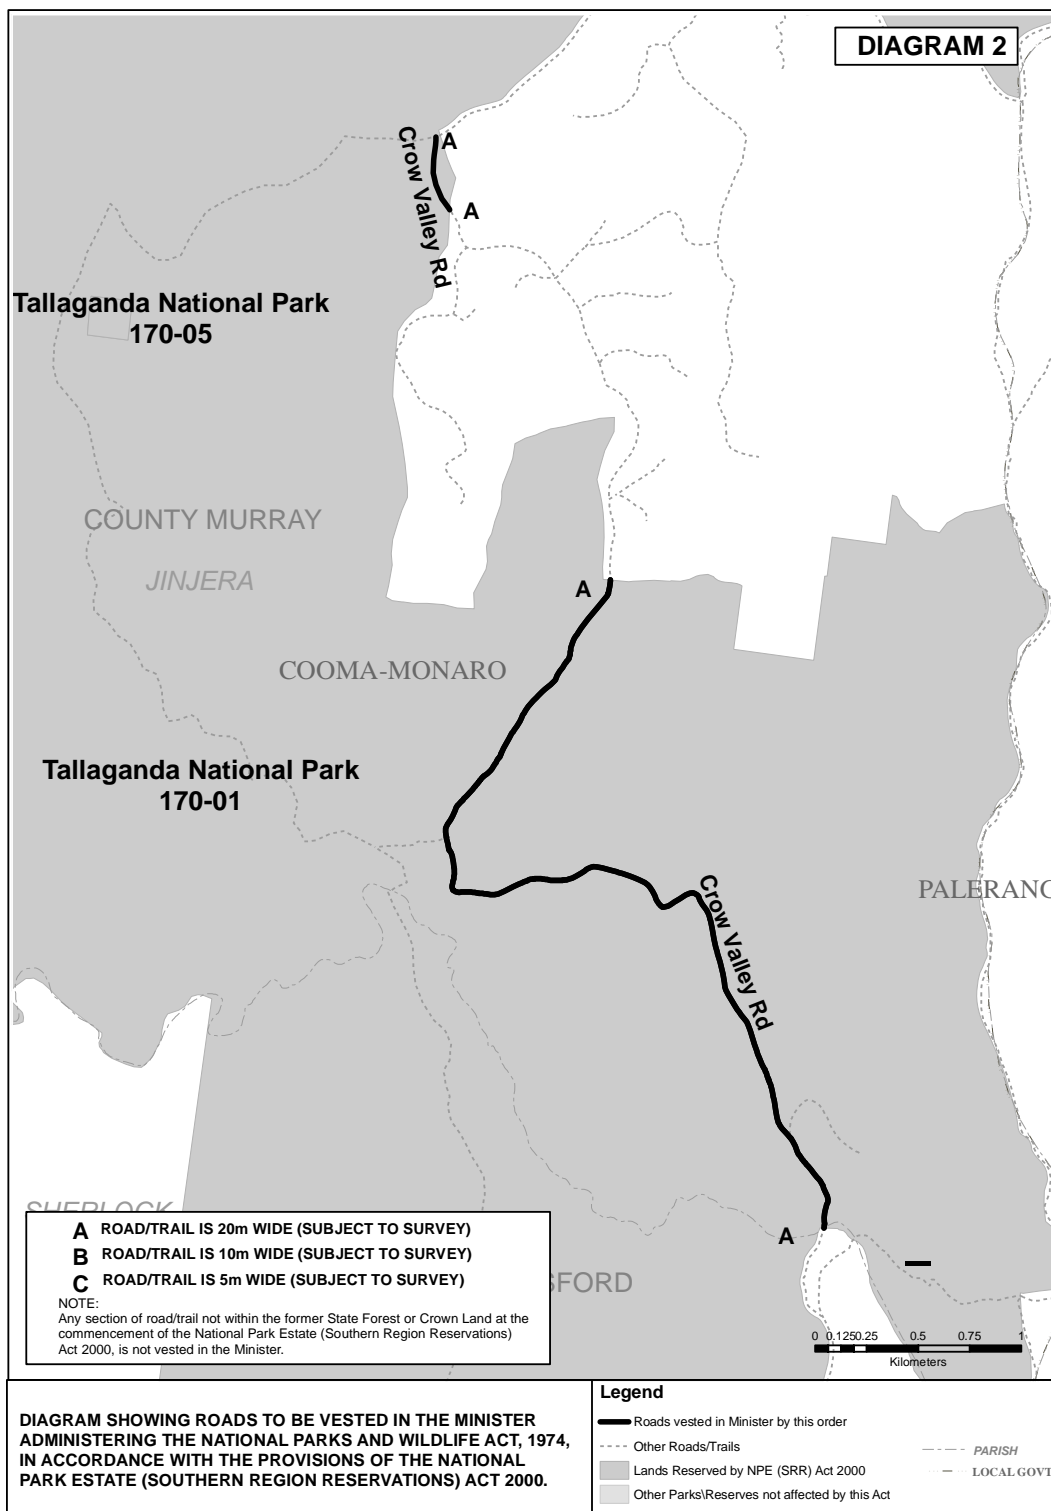 DIAGRAM 2
A
Crow Valley Rd
A
Tallaganda National Park
170-05
COUNTY MURRAY
JINJERA
A
COOMA-MONARO
Tallaganda National Park
170-01
Crow Valley Rd
PALERANG
SHERLOCK
A
SFORD
A ROAD/TRAIL IS 20m WIDE (SUBJECT TO SURVEY)
B ROAD/TRAIL IS 10m WIDE (SUBJECT TO SURVEY)
C ROAD/TRAIL IS 5m WIDE (SUBJECT TO SURVEY)
NOTE:
Any section of road/trail not within the former State Forest or Crown Land at the
commencement of the National Park Estate (Southern Region Reservations)
Act 2000, is not vested in the Minister.
0 0.125 0.25 0.5 0.75 1
Kilometers
DIAGRAM SHOWING ROADS TO BE VESTED IN THE MINISTER
ADMINISTERING THE NATIONAL PARKS AND WILDLIFE ACT, 1974,
IN ACCORDANCE WITH THE PROVISIONS OF THE NATIONAL
PARK ESTATE (SOUTHERN REGION RESERVATIONS) ACT 2000.
Legend
Roads vested in Minister by this order
Other Roads/Trails
Lands Reserved by NPE (SRR) Act 2000
Other Parks\Reserves not affected by this Act
PARISH
LOCAL GOVT